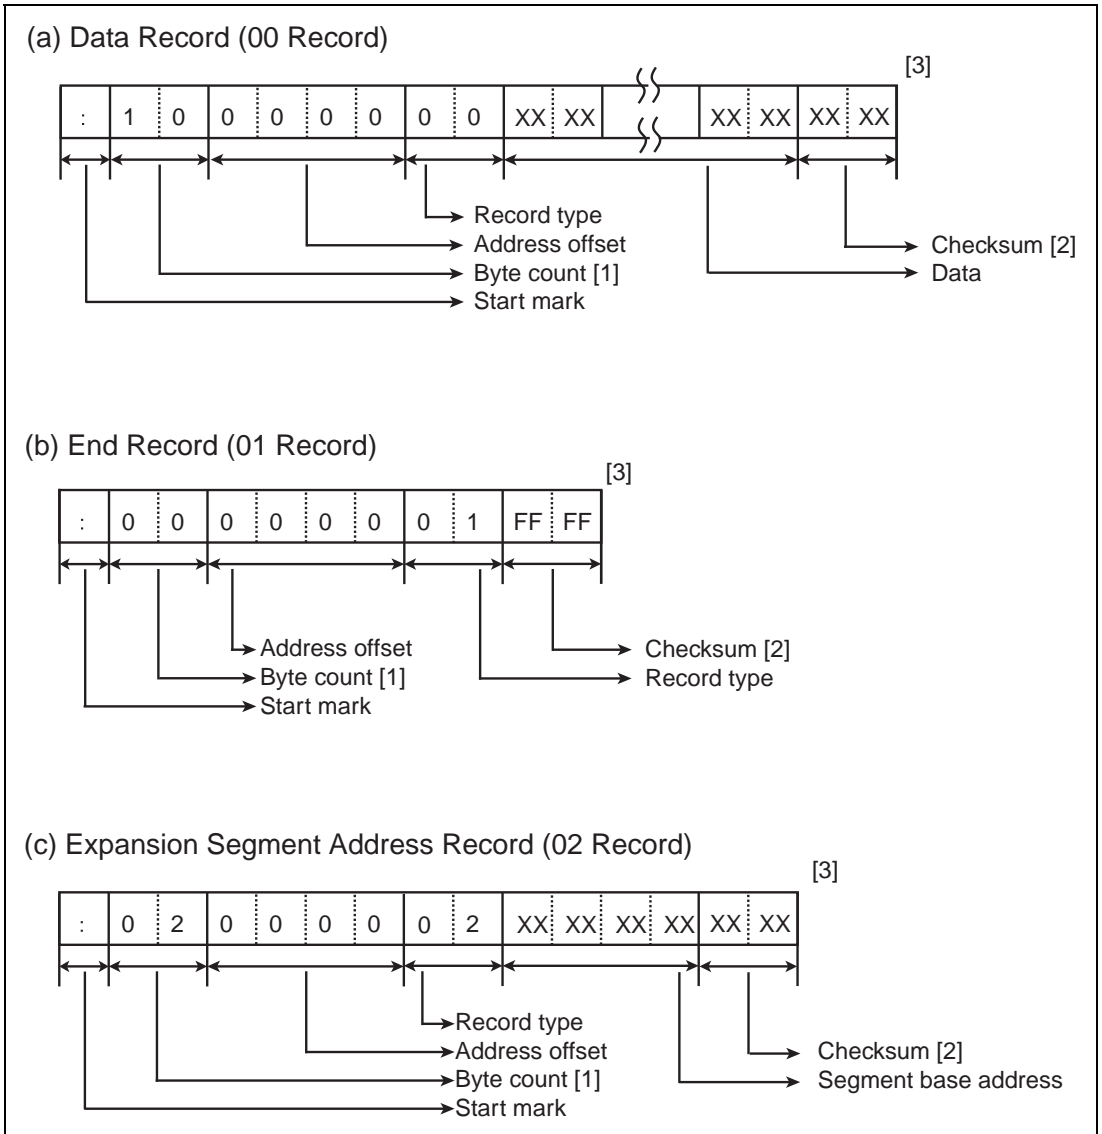 (a) Data Record (00 Record)
[3]
: 1 0 0 0 0 0 0 0 XX XX XX XX XX XX
Record type
Address offset
Byte count [1]
Start mark
Checksum [2]
Data
(b) End Record (01 Record)
[3]
: 0 0 0 0 0 0 0 1 FF FF
Address offset
Byte count [1]
Start mark
Checksum [2]
Record type
(c) Expansion Segment Address Record (02 Record)
[3]
: 0 2 0 0 0 0 0 2 XX XX XX XX XX XX
Record type
Address offset
Byte count [1]
Start mark
Checksum [2]
Segment base address